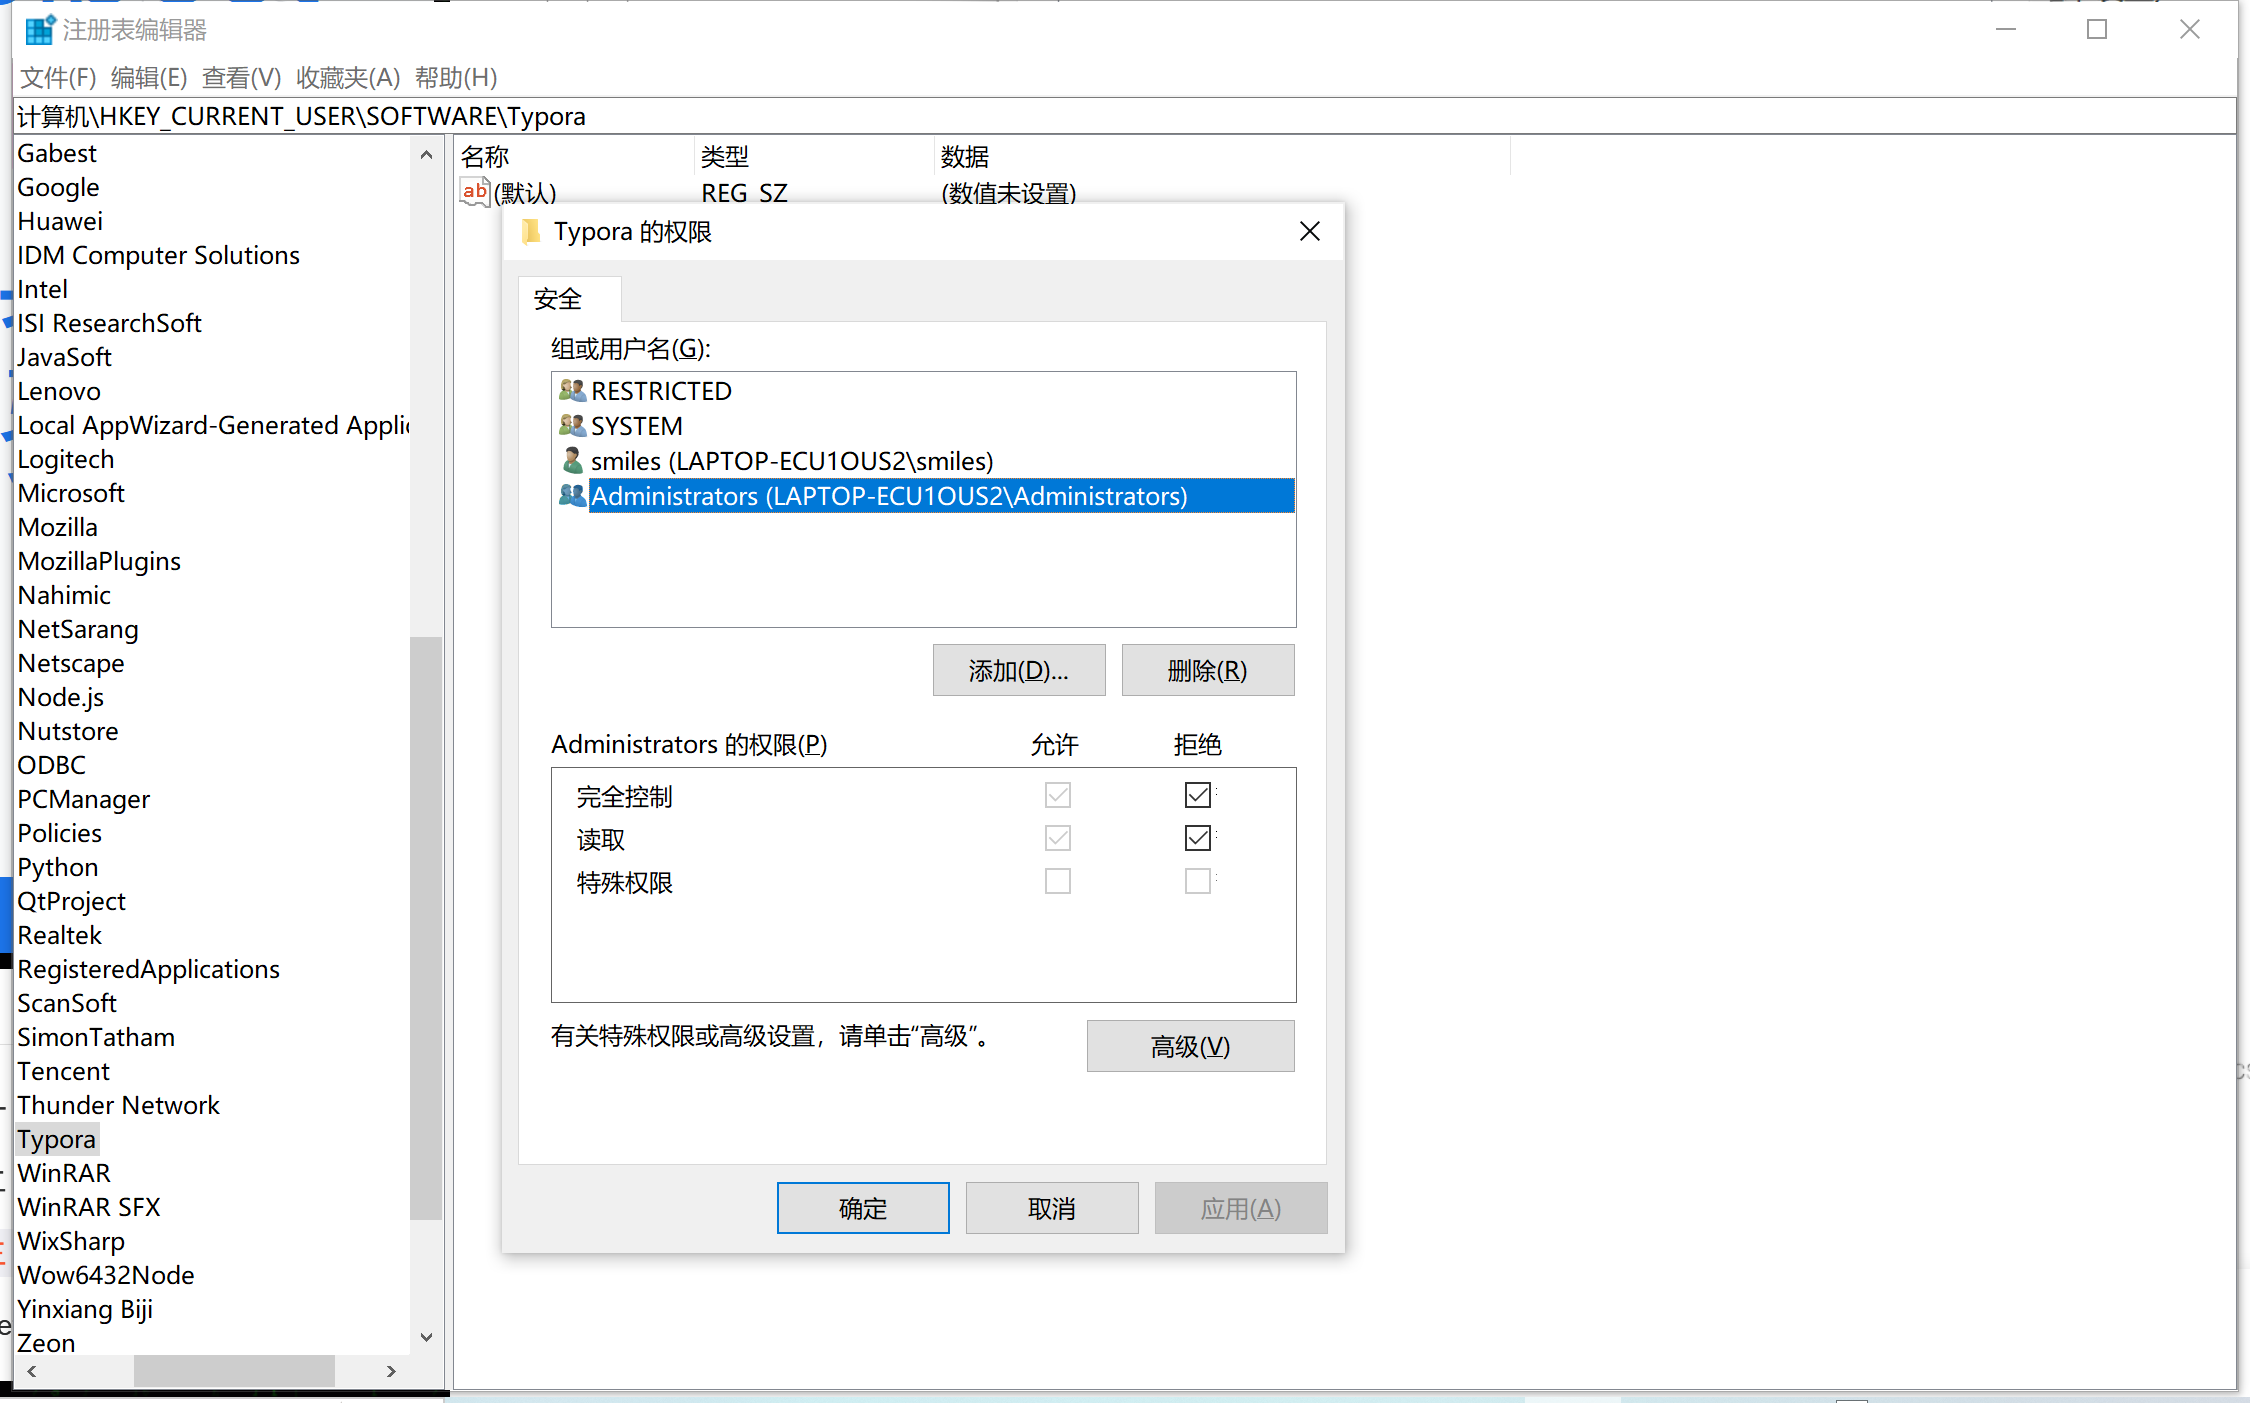 注册表编辑器
文件(F) 编辑(E) 查看(V) 收藏夹(A) 帮助(H)
计算机\HKEY_CURRENT_USER\SOFTWARE\Typora
Gabest
Google
Huawei
IDM Computer Solutions
Intel
ISI ResearchSoft
JavaSoft
Lenovo
Local AppWizard-Generated Applic
Logitech
Microsoft
Mozilla
MozillaPlugins
Nahimic
NetSarang
Netscape
Node.js
Nutstore
ODBC
PCManager
Policies
Python
QtProject
Realtek
RegisteredApplications
ScanSoft
SimonTatham
Tencent
Thunder Network
Typora
WinRAR
WinRAR SFX
WixSharp
Wow6432Node
Yinxiang Biji
Zeon
名称 类型 数据
ab (默认) REG_SZ (数值未设置)
Typora 的权限
安全
组或用户名(G):
RESTRICTED
SYSTEM
smiles (LAPTOP-ECU1OUS2\smiles)
Administrators (LAPTOP-ECU1OUS2\Administrators)
添加(D)... 删除(R)
Administrators 的权限(P) 允许 拒绝
完全控制
读取
特殊权限
有关特殊权限或高级设置，请单击“高级”。
高级(V)
确定 取消 应用(A)